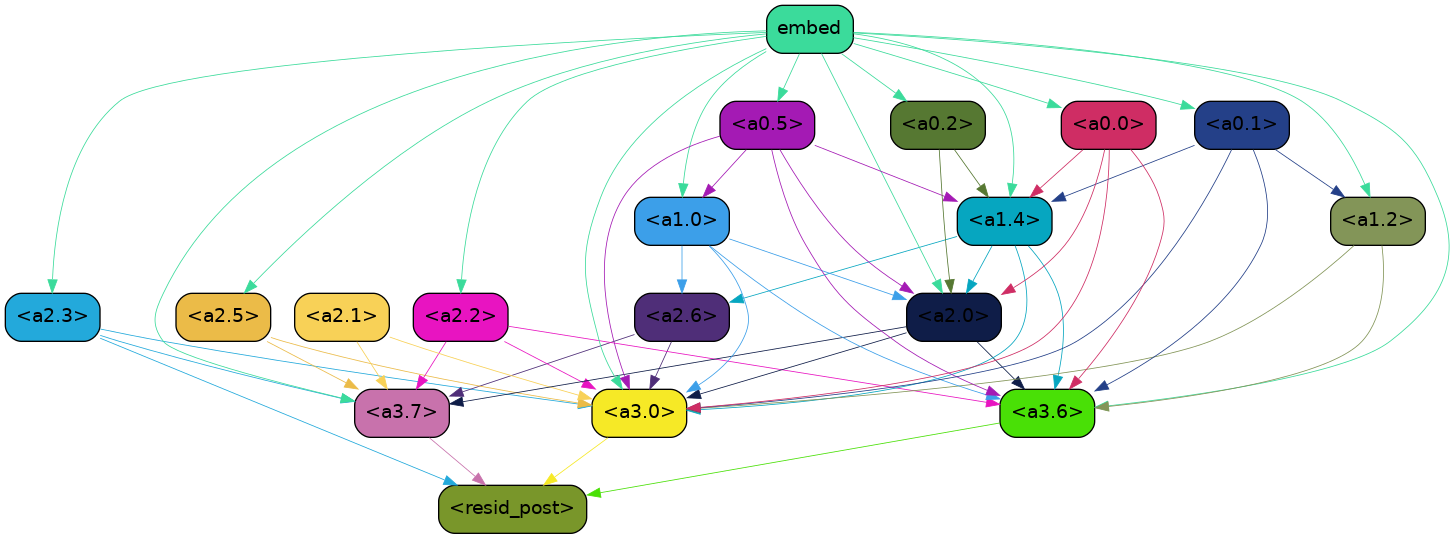 embed
<a0.5>
<a0.2>
<a0.0>
<a0.1>
<a1.0>
<a1.4>
<a1.2>
<a2.3>
<a2.5>
<a2.1>
<a2.2>
<a2.6>
<a2.0>
<a3.7>
<a3.0>
<a3.6>
<resid_post>